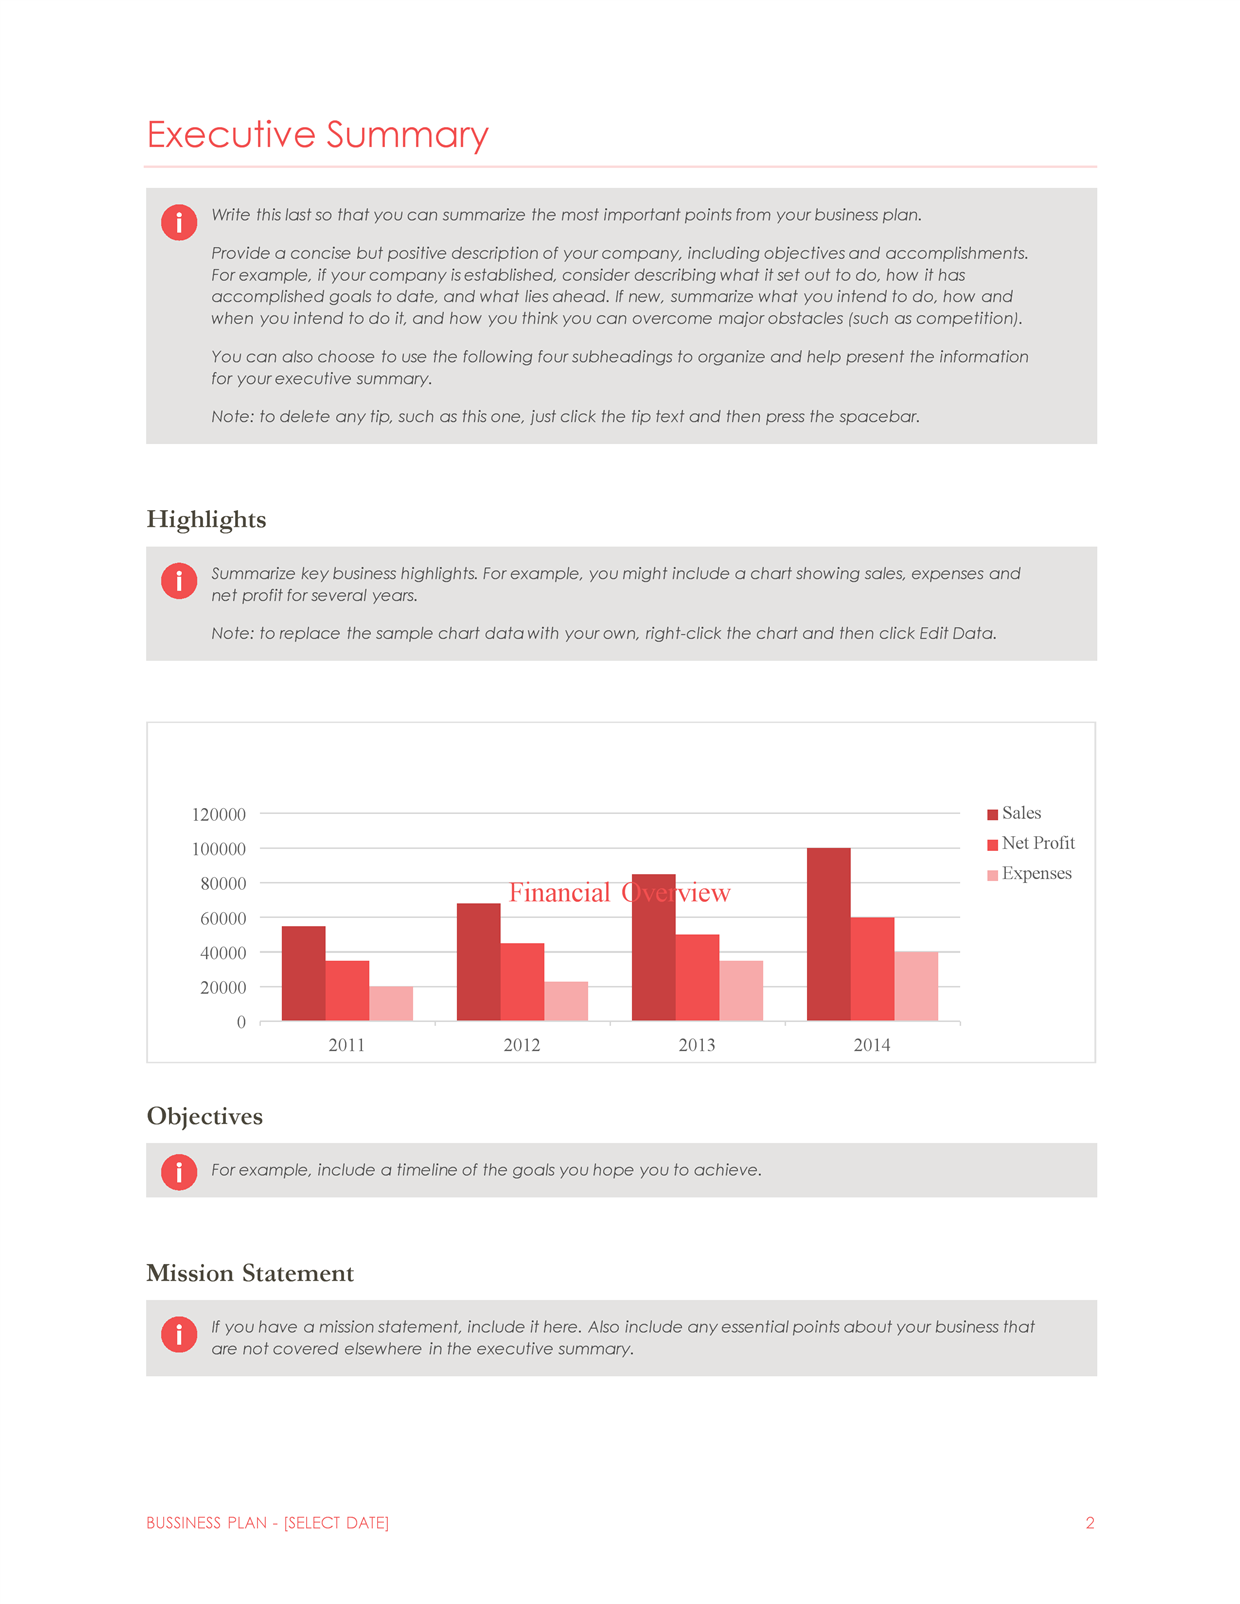 Executive Summary
Write this last so that you can summarize the most important points from your business plan.
Provide a concise but positive description of your company, including objectives and accomplishments.
For example, if your company is established, consider describing what it set out to do, how it has
accomplished goals to date, and what lies ahead. If new, summarize what you intend to do, how and
when you intend to do it, and how you think you can overcome major obstacles (such as competition).
You can also choose to use the following four subheadings to organize and help present the information
for your executive summary.
Note: to delete any tip, such as this one, just click the tip text and then press the spacebar.
Highlights
Summarize key business highlights. For example, you might include a chart showing sales, expenses and
net profit for several years.
Note: to replace the sample chart data with your own, right-click the chart and then click Edit Data.
Financial Overview
120000
100000
80000
60000
40000
20000
0
2011 2012 2013 2014
Sales
Net Profit
Expenses
Objectives
For example, include a timeline of the goals you hope you to achieve.
Mission Statement
If you have a mission statement, include it here. Also include any essential points about your business that
are not covered elsewhere in the executive summary.
BUSSINESS PLAN - [SELECT DATE] 2